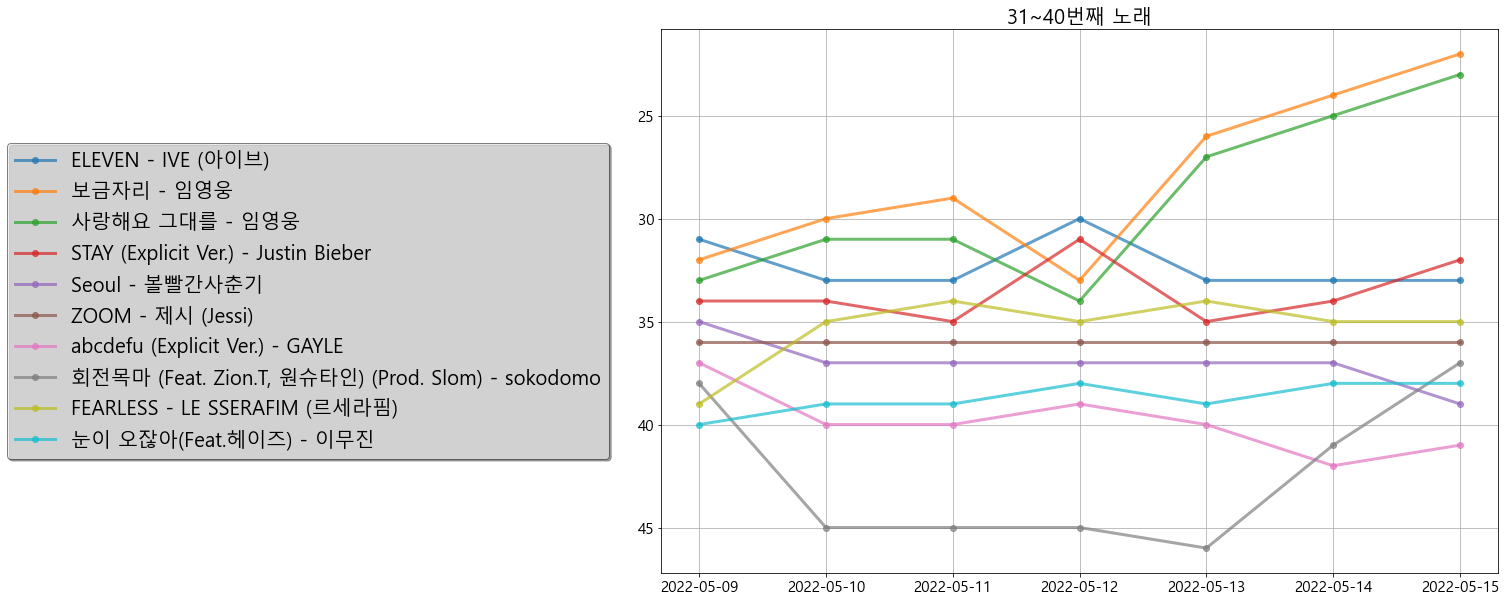 31~40번째 노래
ELEVEN - IVE (아이브)
보금자리 - 임영웅
사랑해요 그대를 - 임영웅
STAY (Explicit Ver.) - Justin Bieber
Seoul - 볼빨간사춘기
ZOOM - 제시 (Jessi)
abcdefu (Explicit Ver.) - GAYLE
회전목마 (Feat. Zion.T, 원슈타인) (Prod. Slom) - sokodomo
FEARLESS - LE SSERAFIM (르세라핌)
눈이 오잖아(Feat.헤이즈) - 이무진
25
30
35
40
45
2022-05-09 2022-05-10 2022-05-11 2022-05-12 2022-05-13 2022-05-14 2022-05-15